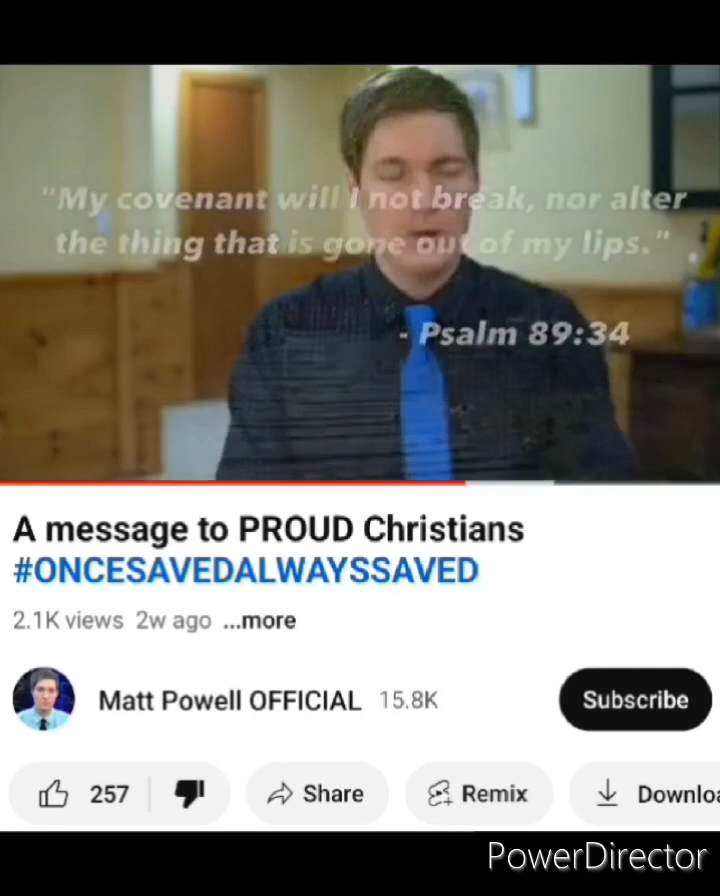 "My covenant will I not break, nor alter
the thing that is gone out of my lips."
- Psalm 89:34
A message to PROUD Christians
#ONCESAVEDALWAYSSAVED
2.1K views 2w ago ...more
Matt Powell OFFICIAL 15.8K Subscribe
257 Share Remix Downloa
PowerDirector